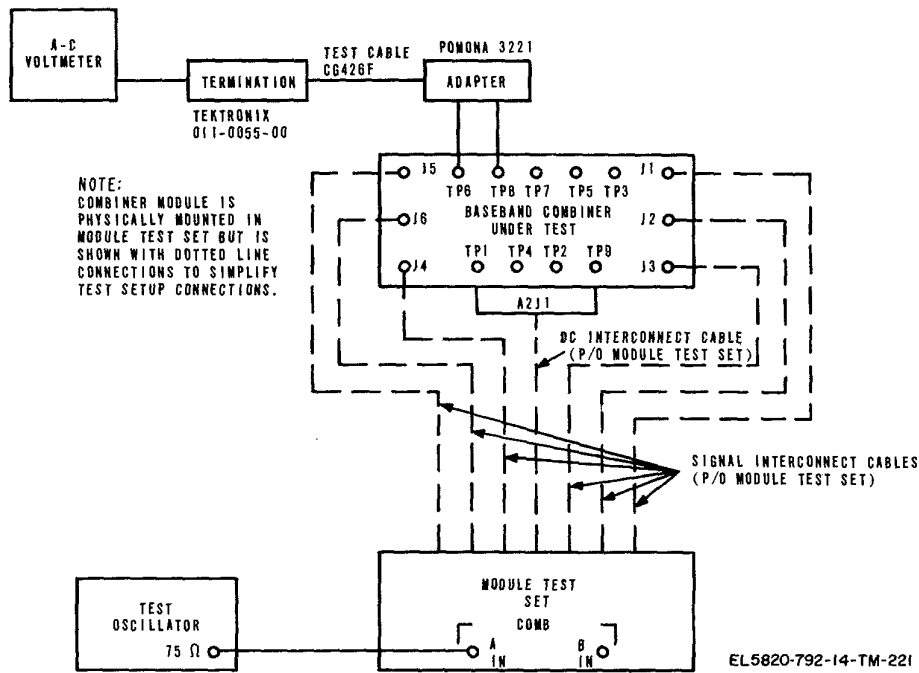 A-C
VOLTMETER
TERMINATION
TEKTRONIX
011-0055-00
TEST CABLE
CG426F
POMONA 3221
ADAPTER
NOTE:
COMBINER MODULE IS
PHYSICALLY MOUNTED IN
MODULE TEST SET BUT IS
SHOWN WITH DOTTED LINE
CONNECTIONS TO SIMPLIFY
TEST SETUP CONNECTIONS.
J5
TP6 TP8 TP7 TP5 TP3
J1
J6
BASEBAND COMBINER
UNDER TEST
J2
J4
TP1 TP4 TP2 TP9
J3
A2J1
DC INTERCONNECT CABLE
(P/O MODULE TEST SET)
SIGNAL INTERCONNECT CABLES
(P/O MODULE TEST SET)
TEST
OSCILLATOR
75 Ω
MODULE TEST
SET
COMB
A
IN
B
IN
EL5820-792-14-TM-221